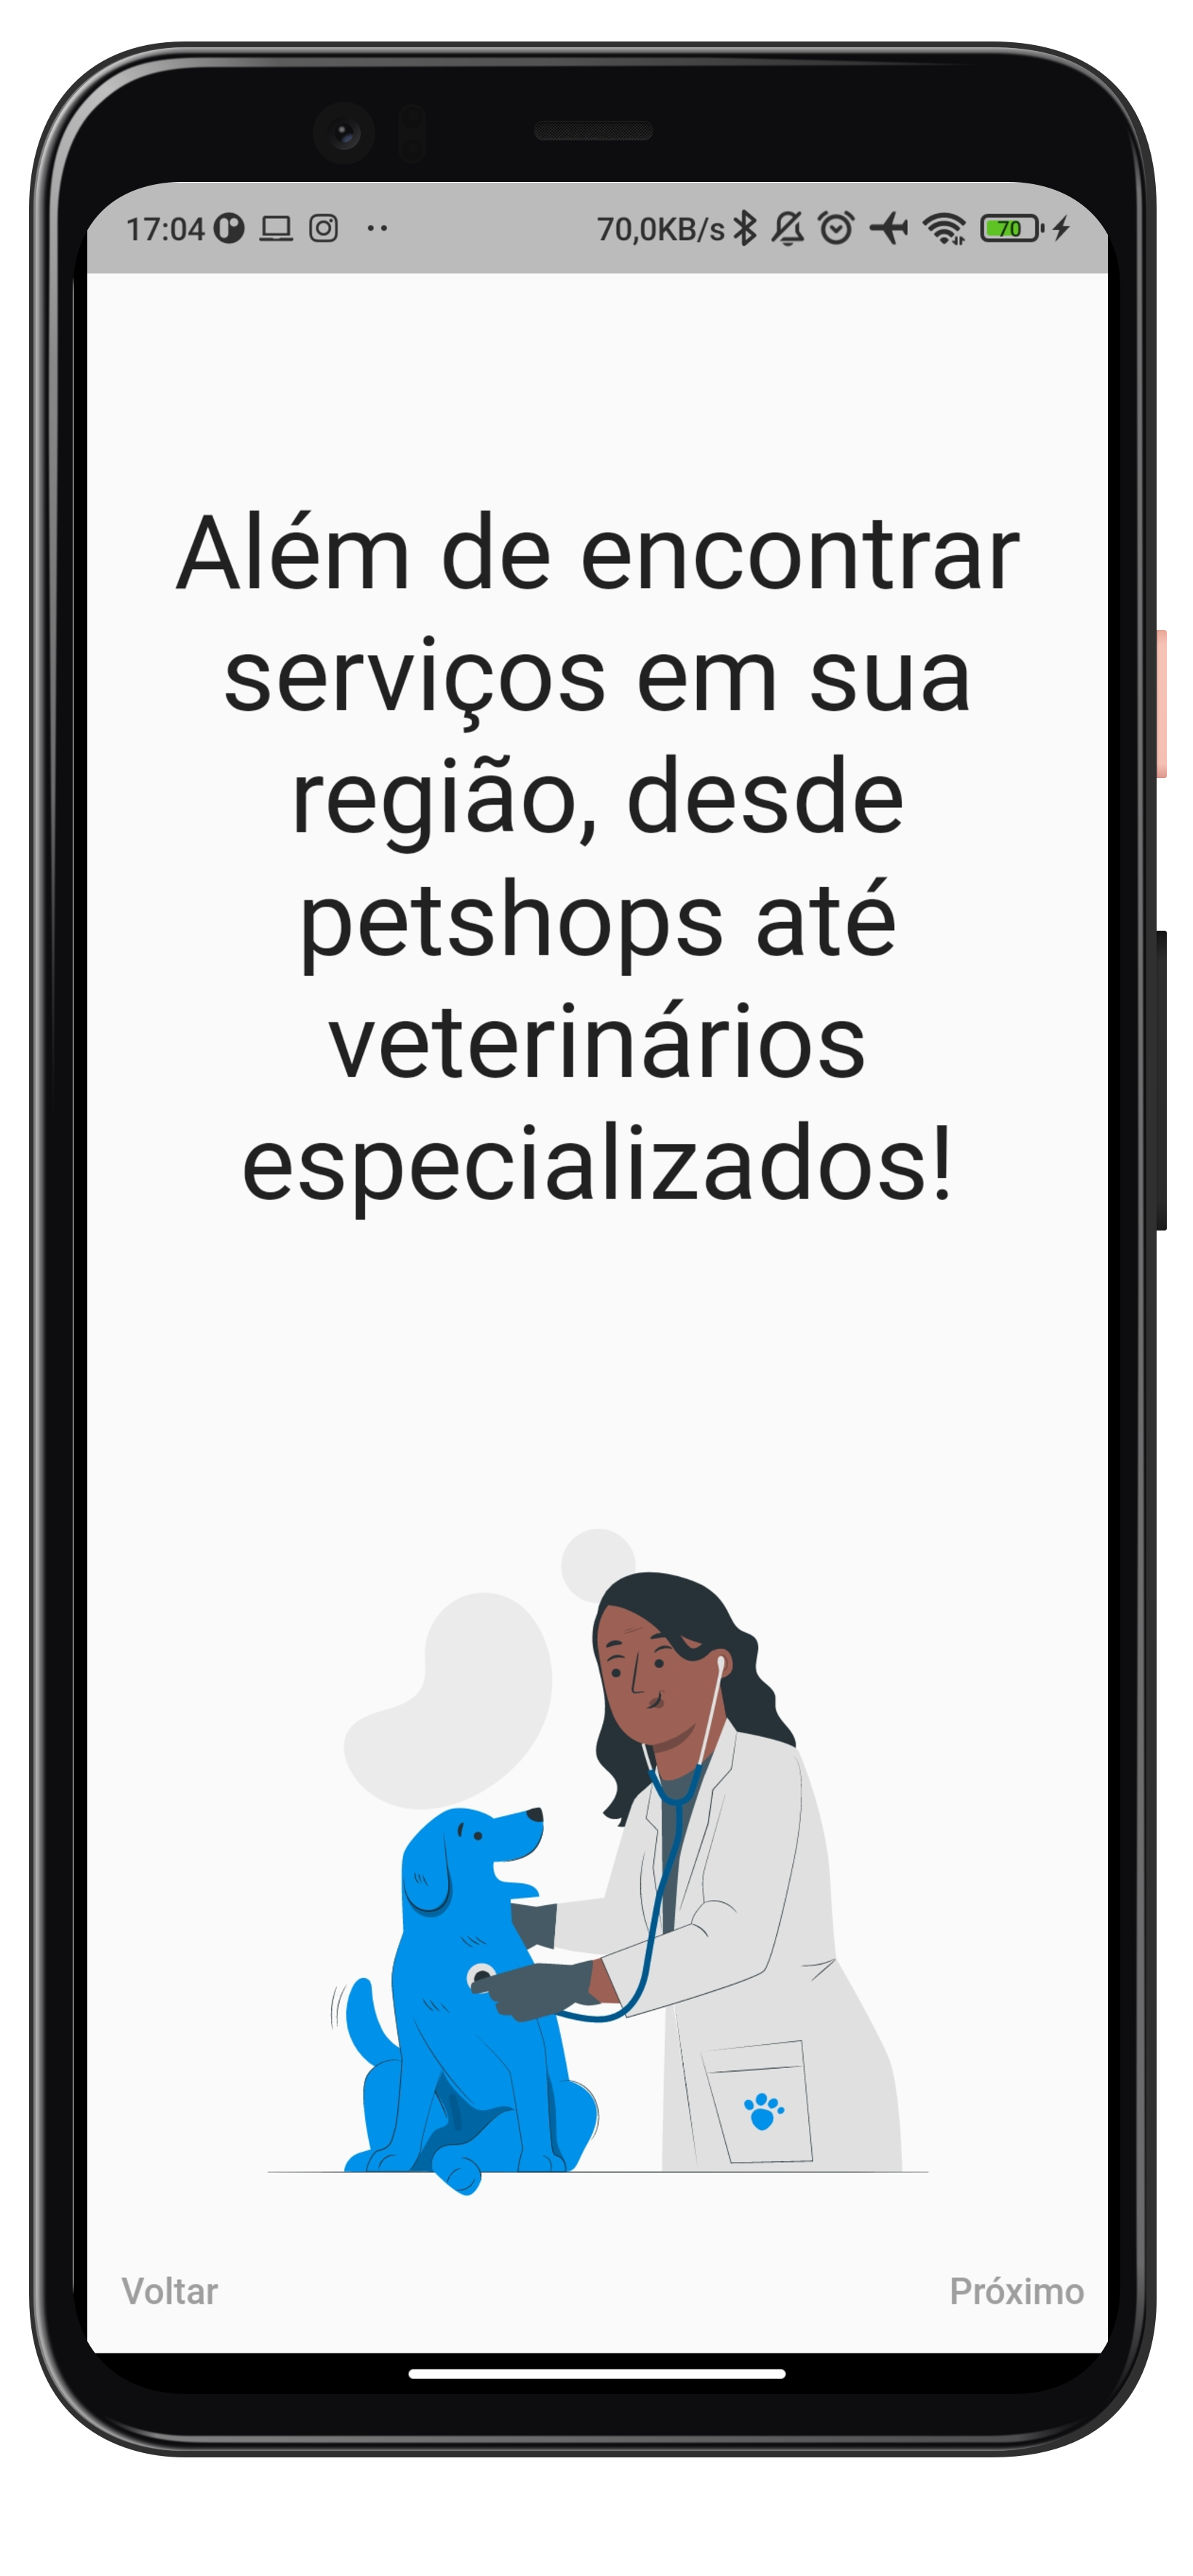 17:04 70,0KB/s 70
Além de encontrar
serviços em sua
região, desde
petshops até
veterinários
especializados!
Voltar Próximo